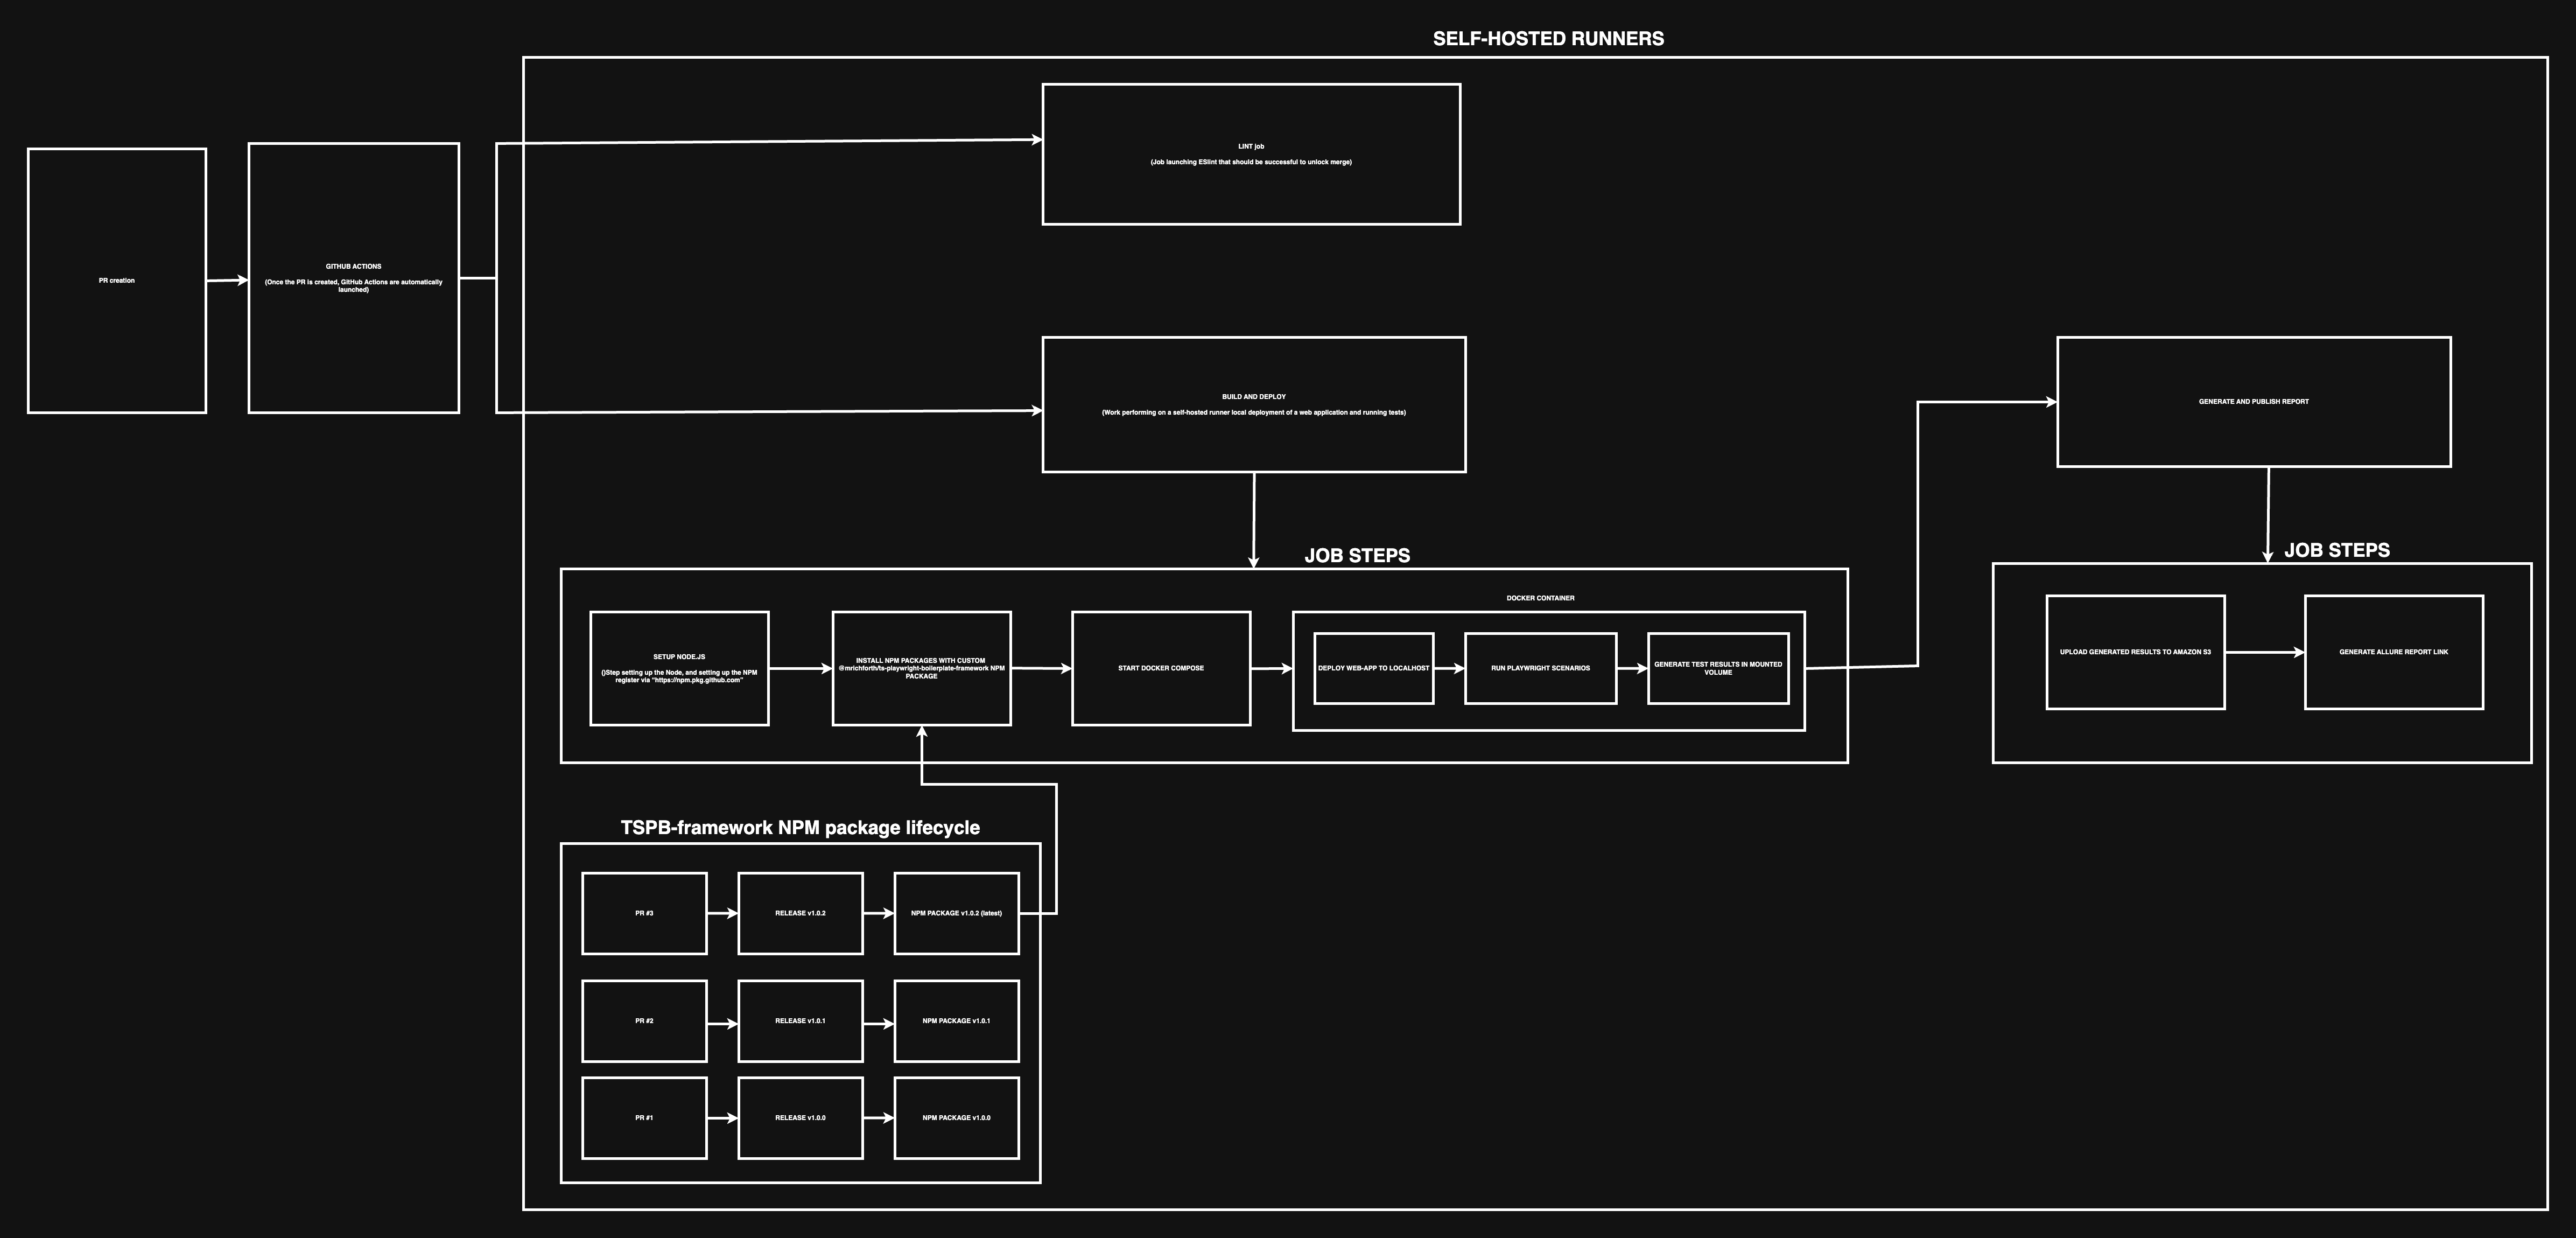 SELF-HOSTED RUNNERS
LINT job
(Job launching ESlint that should be successful to unlock merge)
PR creation
GITHUB ACTIONS
(Once the PR is created, GitHub Actions are automatically
launched)
BUILD AND DEPLOY
(Work performing on a self-hosted runner local deployment of a web application and running tests)
GENERATE AND PUBLISH REPORT
JOB STEPS
JOB STEPS
DOCKER CONTAINER
SETUP NODE.JS
()Step setting up the Node, and setting up the NPM
register via "https://npm.pkg.github.com"
INSTALL NPM PACKAGES WITH CUSTOM
@mrichforth/ts-playwright-boilerplate-framework NPM
PACKAGE
START DOCKER COMPOSE
DEPLOY WEB-APP TO LOCALHOST
RUN PLAYWRIGHT SCENARIOS
GENERATE TEST RESULTS IN MOUNTED
VOLUME
UPLOAD GENERATED RESULTS TO AMAZON S3
GENERATE ALLURE REPORT LINK
TSPB-framework NPM package lifecycle
PR #3
RELEASE v1.0.2
NPM PACKAGE v1.0.2 (latest)
PR #2
RELEASE v1.0.1
NPM PACKAGE v1.0.1
PR #1
RELEASE v1.0.0
NPM PACKAGE v1.0.0